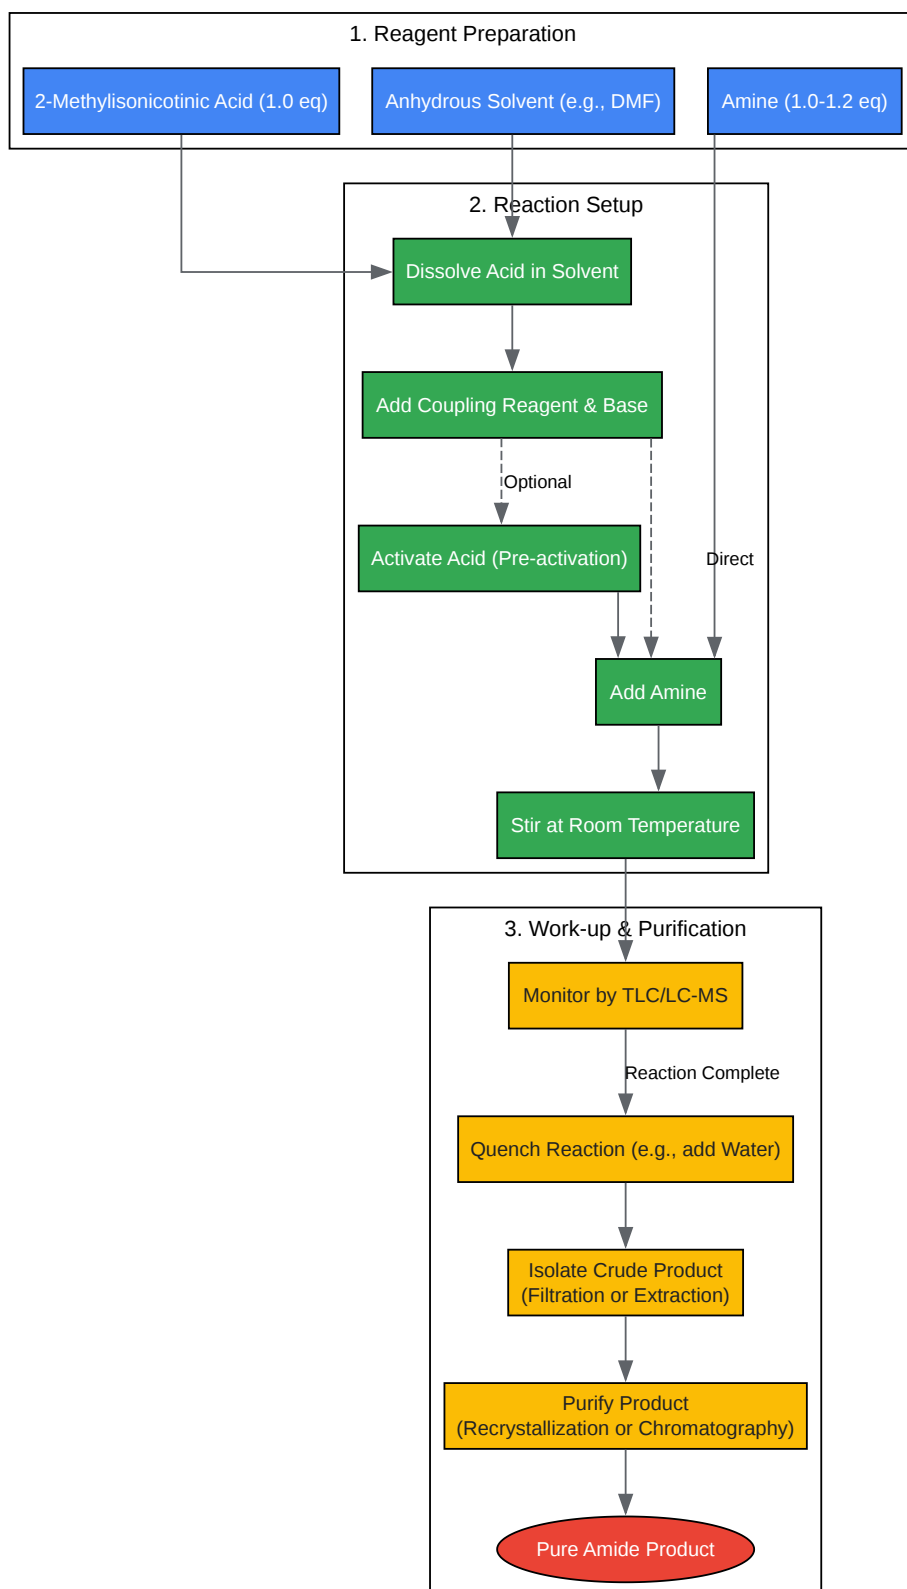 1. Reagent Preparation
2-Methylisonicotinic Acid (1.0 eq)
Anhydrous Solvent (e.g., DMF)
Amine (1.0-1.2 eq)
2. Reaction Setup
Dissolve Acid in Solvent
Add Coupling Reagent & Base
Optional
Activate Acid (Pre-activation)
Direct
Add Amine
Stir at Room Temperature
3. Work-up & Purification
Monitor by TLC/LC-MS
Reaction Complete
Quench Reaction (e.g., add Water)
Isolate Crude Product
(Filtration or Extraction)
Purify Product
(Recrystallization or Chromatography)
Pure Amide Product